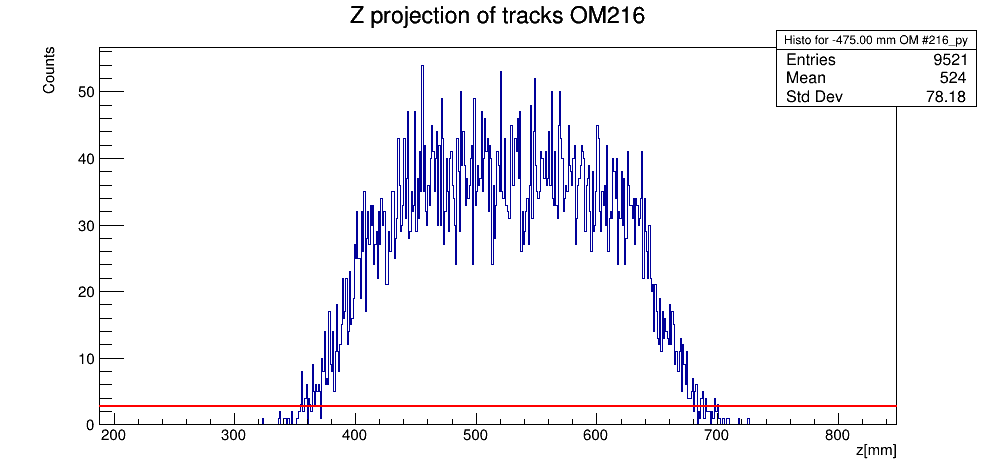 Z projection of tracks OM216
Histo for -475.00 mm OM #216_py
Entries 9521
Mean 524
Std Dev 78.18
Counts
50
40
30
20
10
0
200 300 400 500 600 700 800
z[mm]